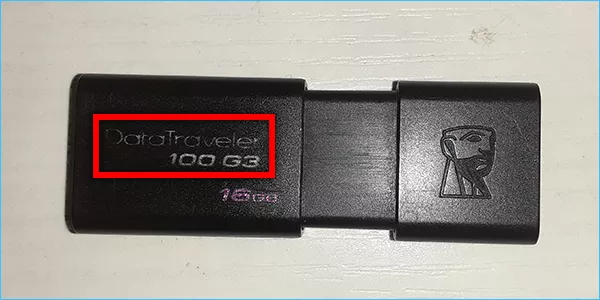 DataTraveler
100 G3
16GB